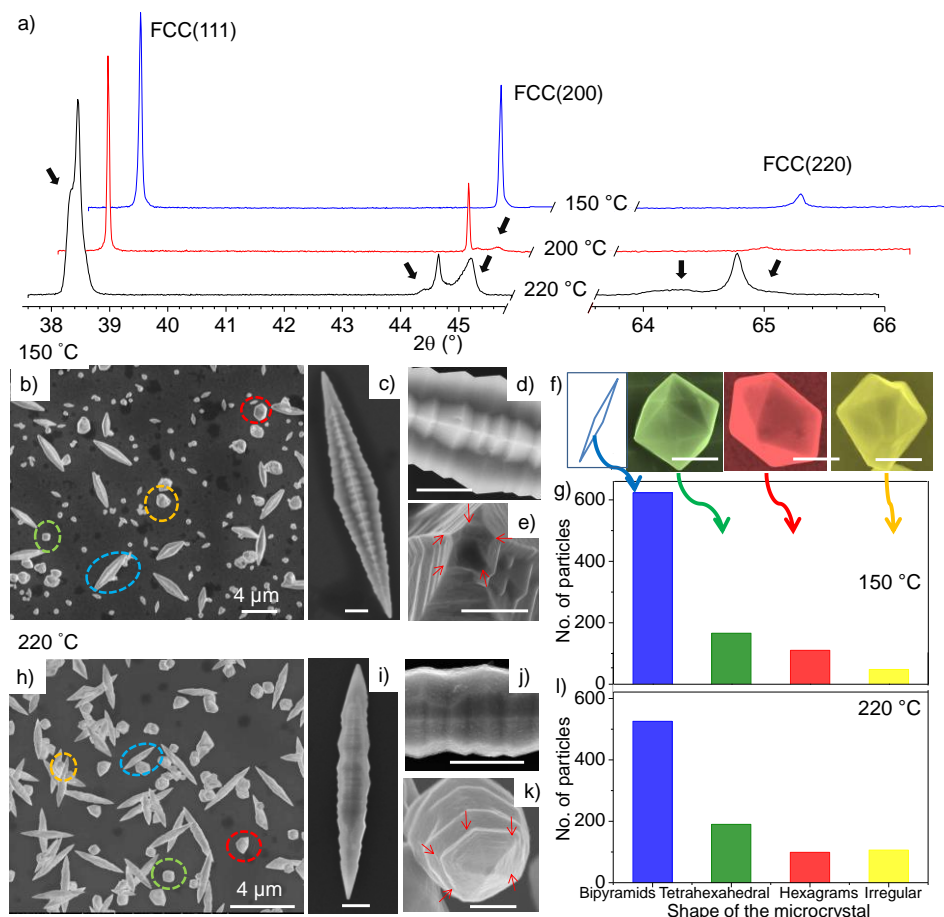 a)
FCC(111)
FCC(200)
FCC(220)
150 °C
200 °C
220 °C
38 39 40 41 42 43 44 45 64 65 66
2θ (°)
150 °C
b)
4 µm
c)
d)
e)
f)
g)
600
400
200
0
No. of particles
150 °C
220 °C
h)
4 µm
i)
j)
k)
l)
600
400
200
0
No. of particles
220 °C
Bipyramids Tetrahexahedral Hexagrams Irregular
Shape of the microcrystal